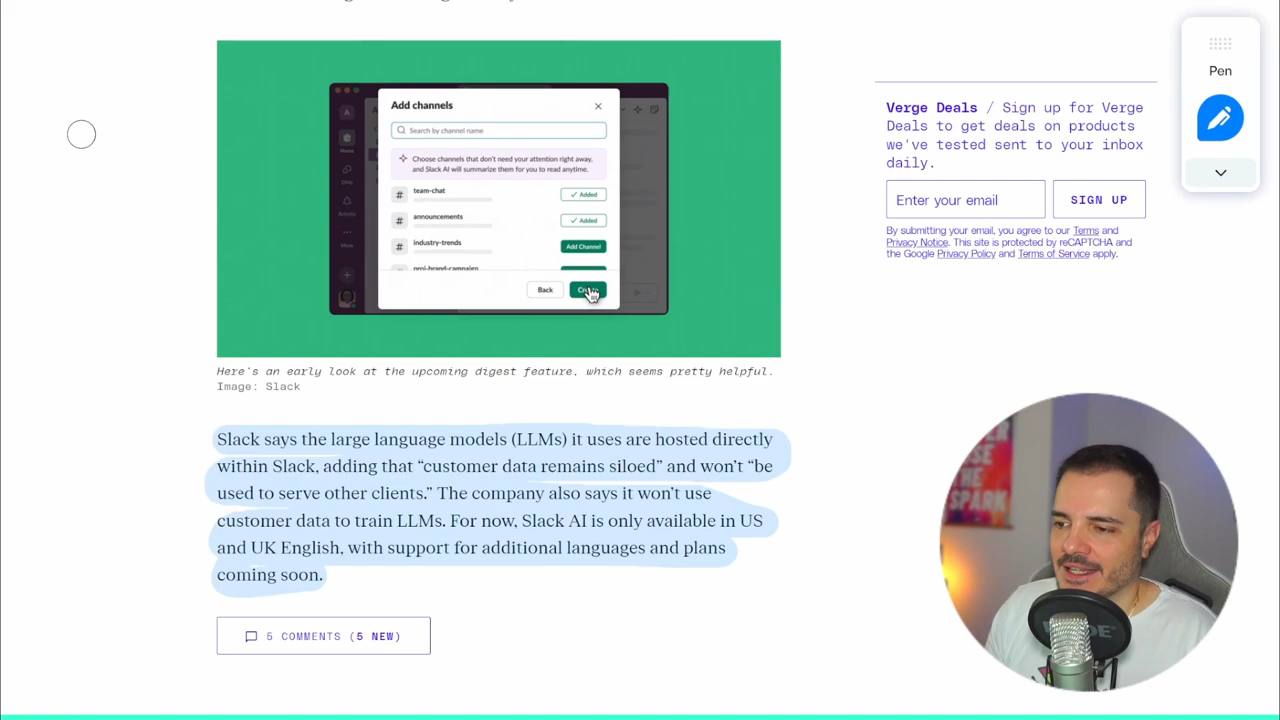 Add channels
Search by channel name
Choose channels that don't need your attention right away,
and Slack AI will summarize them for you to read anytime.
# team-chat
✓ Added
# announcements
✓ Added
# industry-trends
Add Channel
proj-brand-campaign
Back
A
Home
DMs
Activity
More
Here's an early look at the upcoming digest feature, which seems pretty helpful.
Image: Slack
Slack says the large language models (LLMs) it uses are hosted directly
within Slack, adding that “customer data remains siloed” and won’t “be
used to serve other clients.” The company also says it won’t use
customer data to train LLMs. For now, Slack AI is only available in US
and UK English, with support for additional languages and plans
coming soon.
5 COMMENTS (5 NEW)
Verge Deals / Sign up for Verge
Deals to get deals on products
we've tested sent to your inbox
daily.
Enter your email
SIGN UP
By submitting your email, you agree to our Terms and
Privacy Notice. This site is protected by reCAPTCHA and
the Google Privacy Policy and Terms of Service apply.
Pen